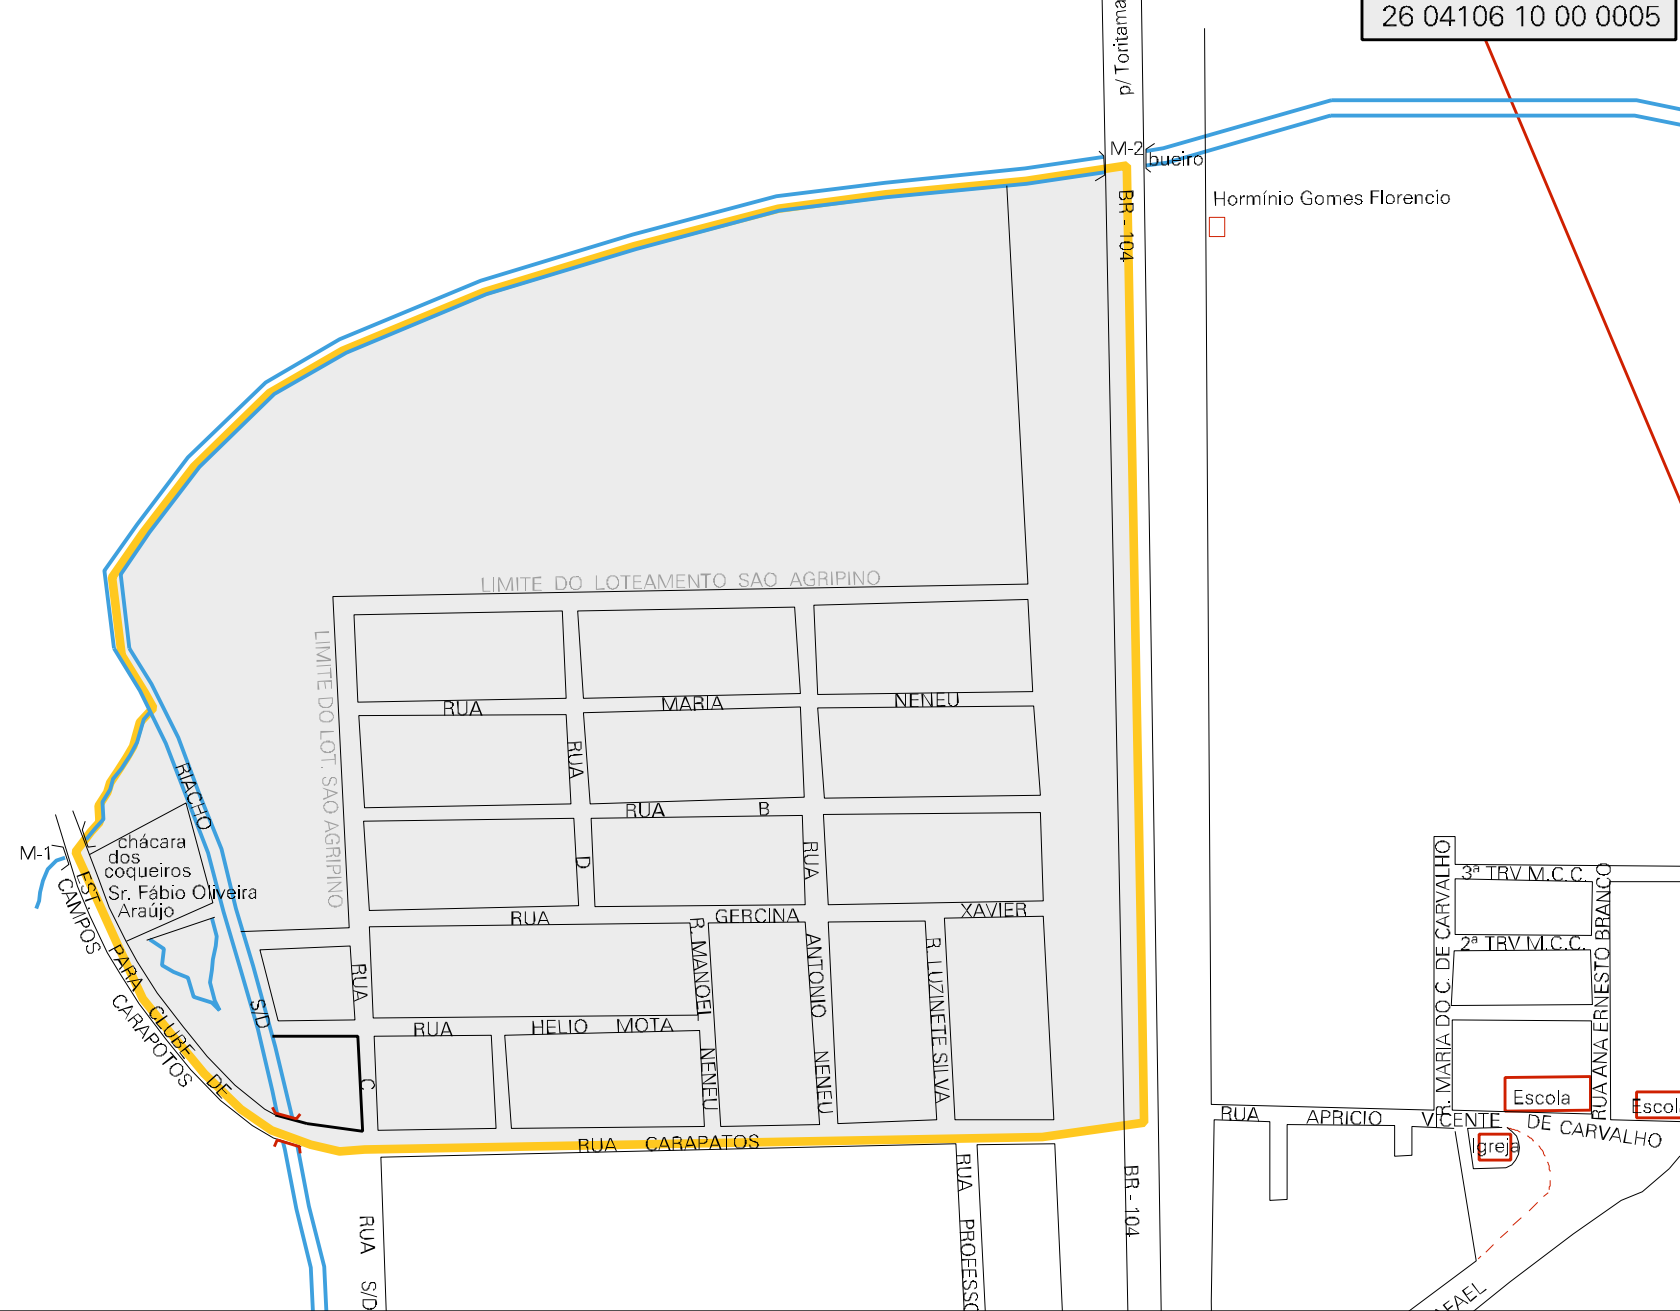 26 04106 10 00 0005
p/ Toritama
M-2
bueiro
BR - 104
Hormínio Gomes Florencio
LIMITE DO LOTEAMENTO SAO AGRIPINO
LIMITE DO LOT. SAO AGRIPINO
RUA MARIA NENEU
RUA D
RIACHO S/D
RUA B
RUA ANTONIO NENEU
M-1
chácara
dos
coqueiros
Sr. Fábio Oliveira
Araújo
EST. PARA CLUBE DE
CAMPOS CARAPOTOS
RUA GERCINA XAVIER
R. MANOEL NENEU
R. LUZINETE SILVA
RUA C
RUA HELIO MOTA
RUA CARAPATOS
RUA S/D
RUA PROFESSO
BR - 104
R. MARIA DO C. DE CARVALHO
3ª TRV M.C.C.
2ª TRV M.C.C.
RUA ANA ERNESTO BRANCO
Escola
Escol
RUA APRICIO VICENTE DE CARVALHO
Igreja
AFAEL